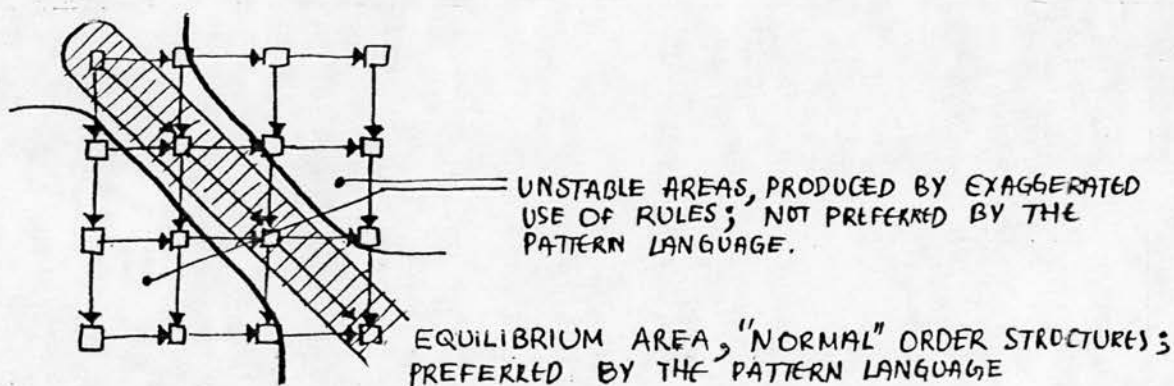 UNSTABLE AREAS, PRODUCED BY EXAGGERATED
USE OF RULES; NOT PREFERRED BY THE
PATTERN LANGUAGE.
EQUILIBRIUM AREA, "NORMAL" ORDER STRUCTURES;
PREFERRED BY THE PATTERN LANGUAGE